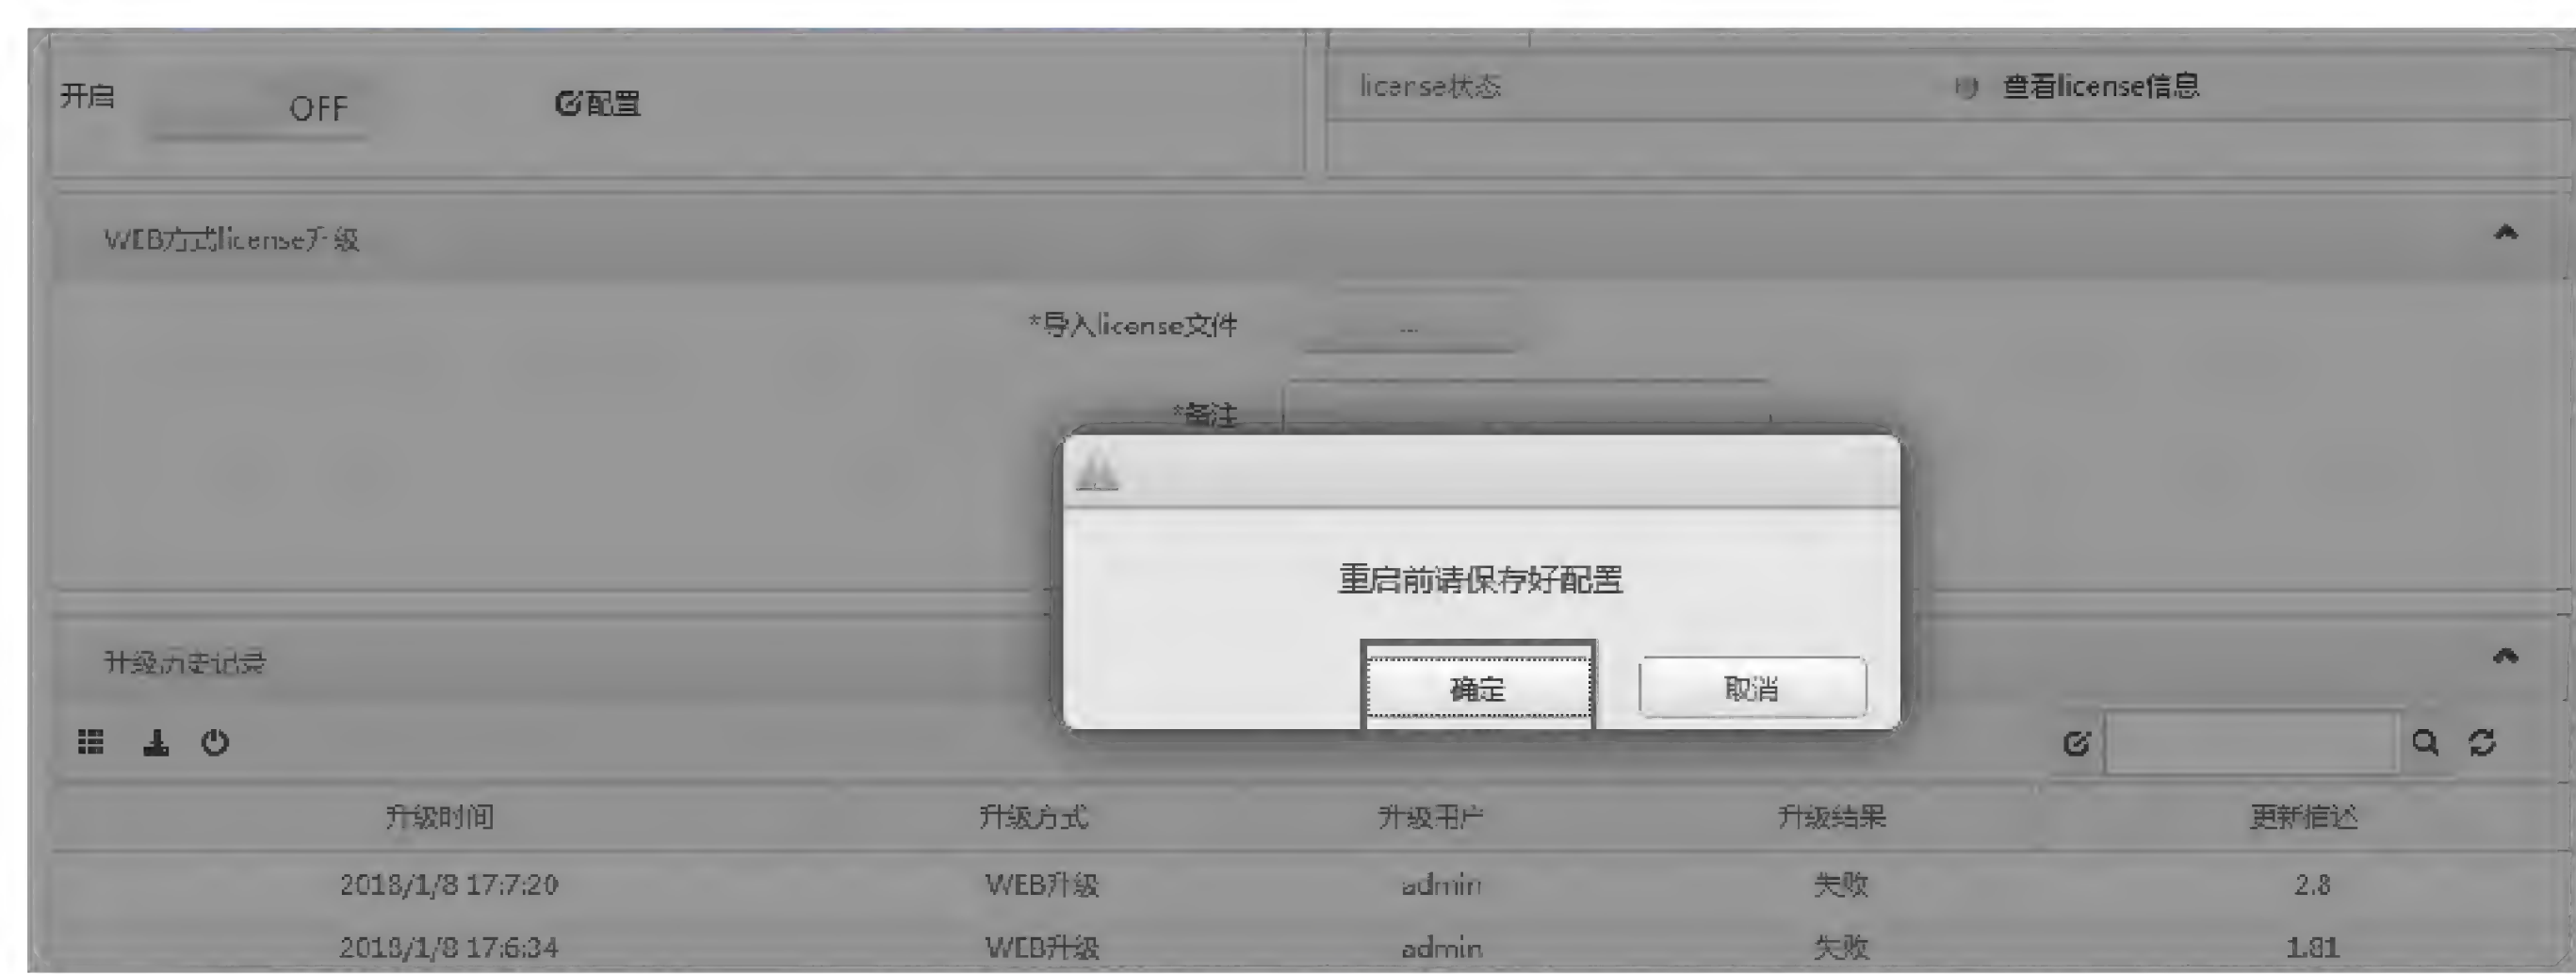 开启 OFF 配置 license状态 查看license信息
WEB方式license升级
*导入license文件 ...
*备注
重启前请保存好配置
确定 取消
升级历史记录
升级时间 升级方式 升级用户 升级结果 更新描述
2018/1/8 17:7:20 WEB升级 admin 失败 2.8
2018/1/8 17:6:34 WEB升级 admin 失败 1.81